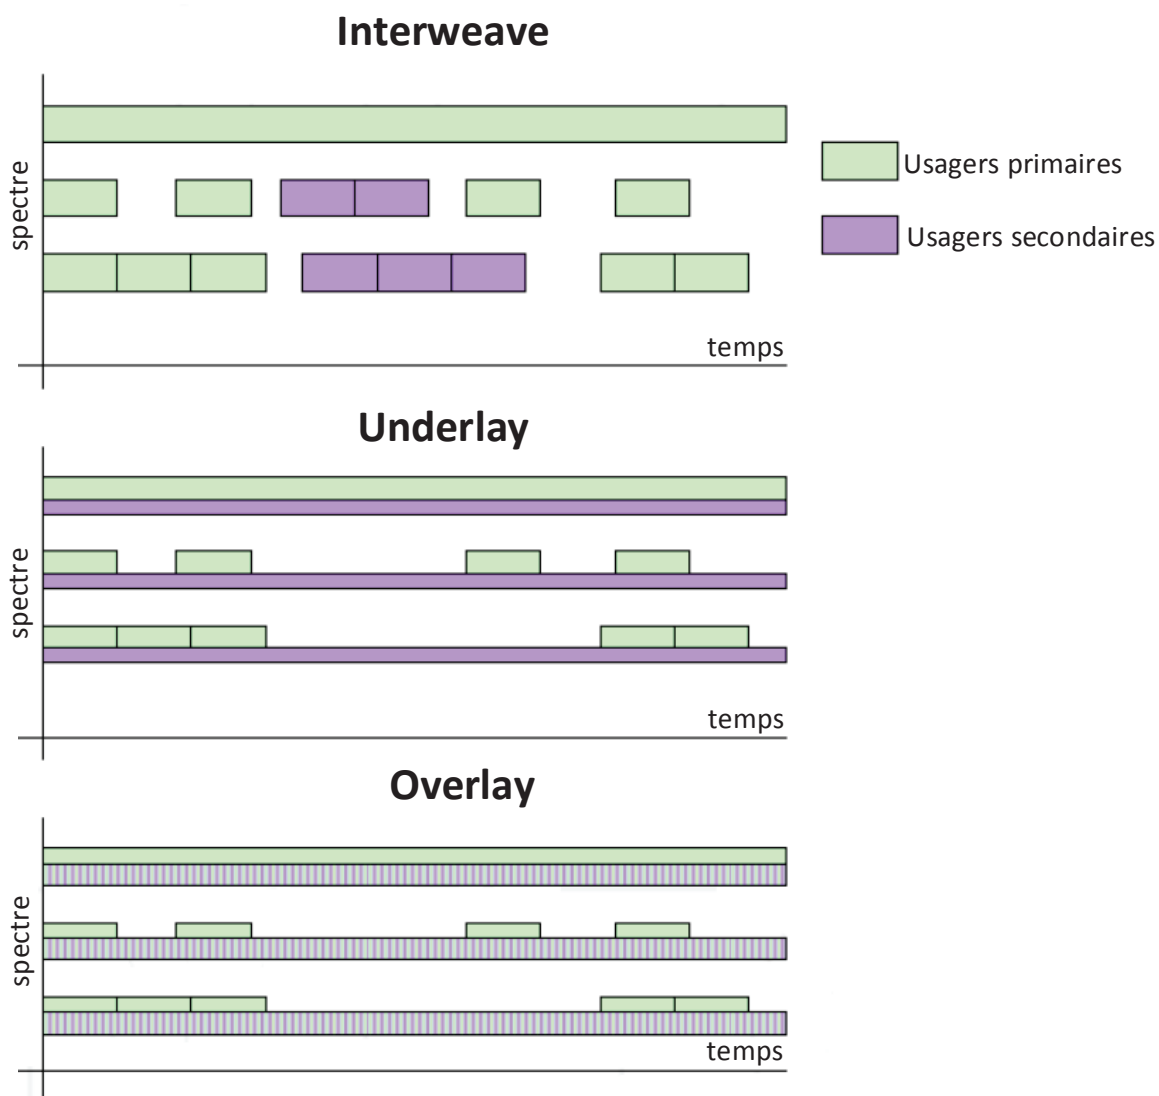 Interweave
spectre
Usagers primaires
Usagers secondaires
temps
Underlay
spectre
temps
Overlay
spectre
temps